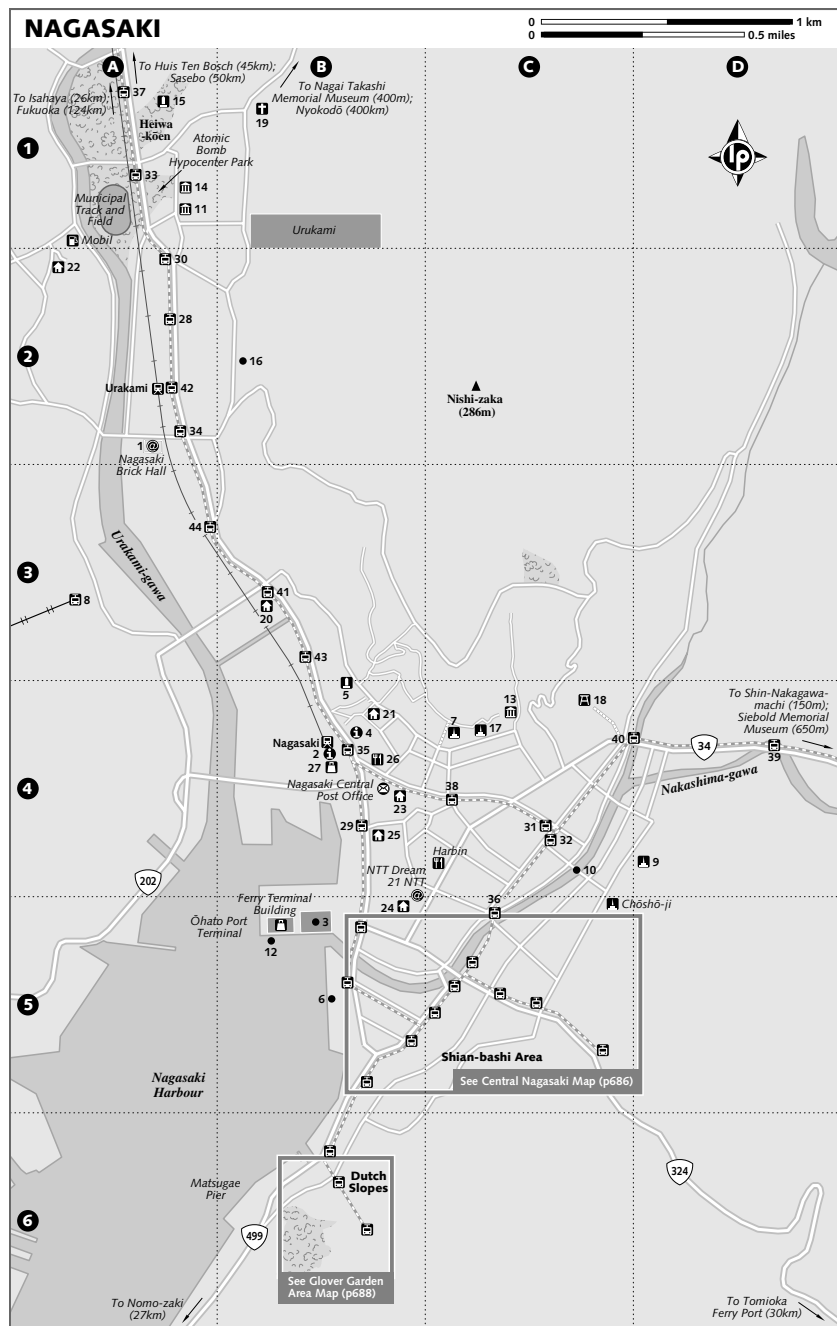 NAGASAKI
0 1 km
0 0.5 miles
A
B
C
D
To Huis Ten Bosch (45km);
Sasebo (50km)
To Isahaya (26km);
Fukuoka (124km)
37
15
Heiwa
-kōen
To Nagai Takashi
Memorial Museum (400m);
Nyokodō (400km)
19
Atomic
Bomb
Hypocenter Park
1
lp
33
14
11
Municipal
Track and
Field
Mobil
Urukami
22
30
28
2
16
Urakami
42
Nishi-zaka
(286m)
34
1
@
Nagasaki
Brick Hall
44
Urukami-gawa
3
8
41
20
43
5
21
4
7
17
13
18
To Shin-Nakagawa-
machi (150m);
Siebold Memorial
Museum (650m)
Nagasaki
2
35
26
27
40
34
39
Nakashima-gawa
4
Nagasaki Central
Post Office
23
38
29
25
31
32
Harbin
10
9
202
NTT Dream
21 NTT
@
24
36
Chōshō-ji
Ferry Terminal
Building
Ōhato Port
Terminal
3
12
5
6
Shian-bashi Area
See Central Nagasaki Map (p686)
Nagasaki
Harbour
Matsugae
Pier
Dutch
Slopes
324
6
499
See Glover Garden
Area Map (p688)
To Nomo-zaki
(27km)
To Tomioka
Ferry Port (30km)